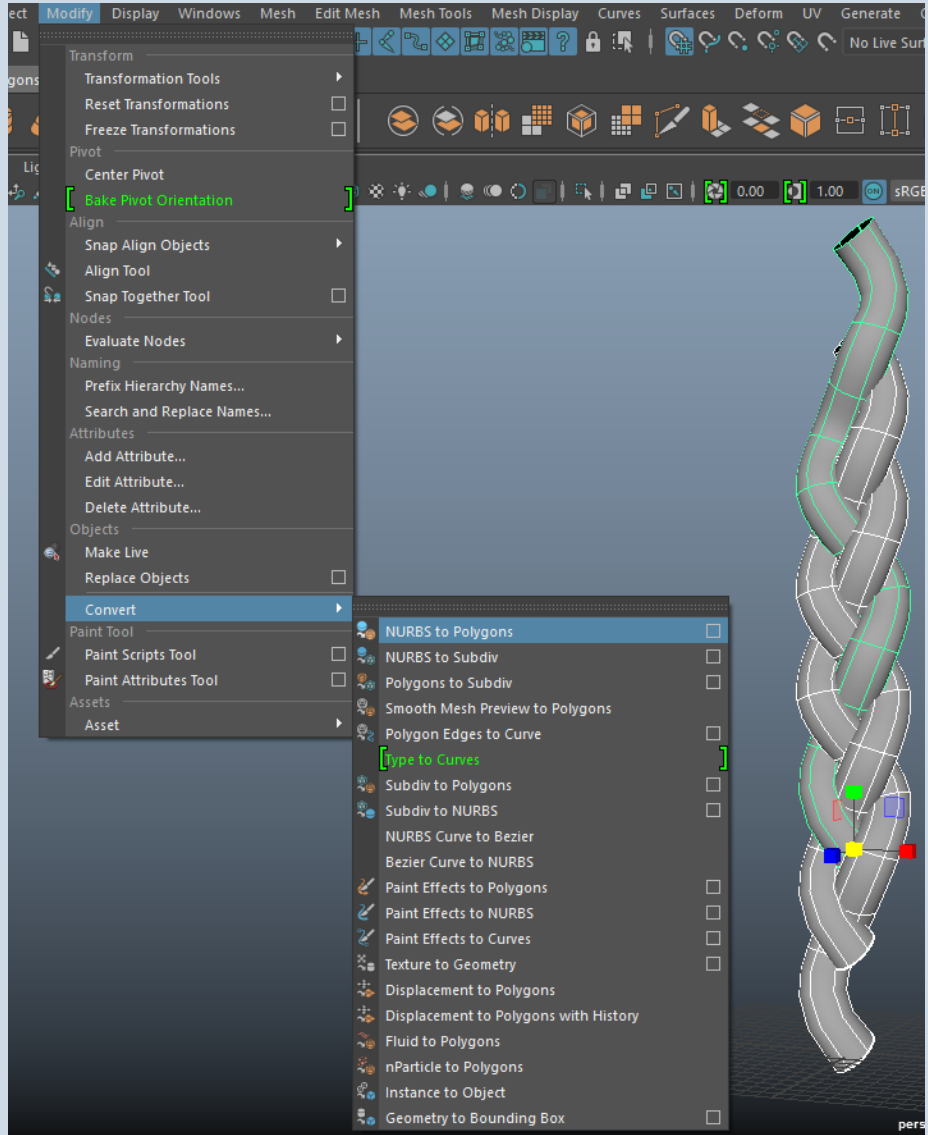 ect Modify Display Windows Mesh Edit Mesh Mesh Tools Mesh Display Curves Surfaces Deform UV Generate
No Live Surf
gons
Lig
0.00 1.00 ON sRGB
Transform
Transformation Tools
Reset Transformations
Freeze Transformations
Pivot
Center Pivot
Bake Pivot Orientation
Align
Snap Align Objects
Align Tool
Snap Together Tool
Nodes
Evaluate Nodes
Naming
Prefix Hierarchy Names...
Search and Replace Names...
Attributes
Add Attribute...
Edit Attribute...
Delete Attribute...
Objects
Make Live
Replace Objects
Convert
Paint Tool
Paint Scripts Tool
Paint Attributes Tool
Assets
Asset
NURBS to Polygons
NURBS to Subdiv
Polygons to Subdiv
Smooth Mesh Preview to Polygons
Polygon Edges to Curve
Type to Curves
Subdiv to Polygons
Subdiv to NURBS
NURBS Curve to Bezier
Bezier Curve to NURBS
Paint Effects to Polygons
Paint Effects to NURBS
Paint Effects to Curves
Texture to Geometry
Displacement to Polygons
Displacement to Polygons with History
Fluid to Polygons
nParticle to Polygons
Instance to Object
Geometry to Bounding Box
pers